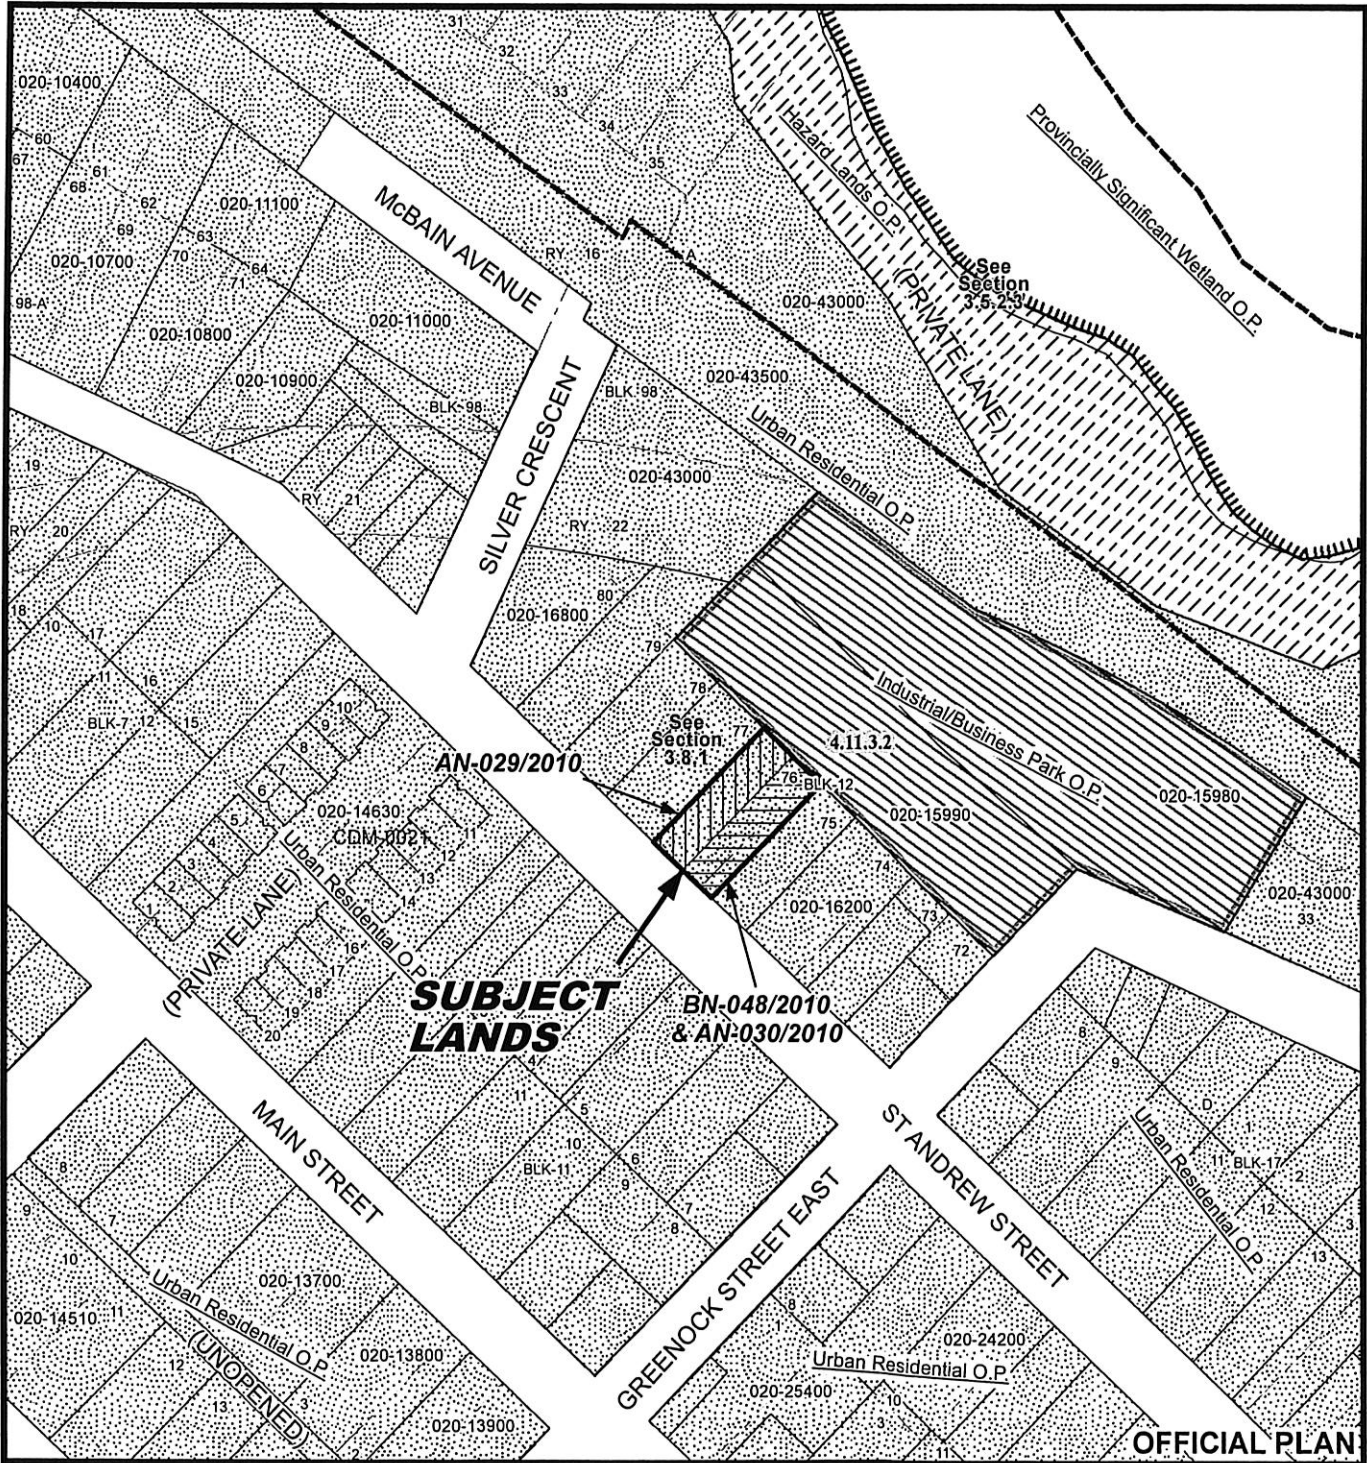 31
32
020-10400
33
34
60
67
61
35
68
62
020-11100
69
63
70
64
020-10700
71
98-A
020-10800
McBAIN AVENUE
RY 16
A
020-11000
020-10900
BLK-98
BLK-98
SILVER CRESCENT
020-43000
020-43500
Hazard Lands O.P.
(PRIVATE LANE)
See
Section
3.5.2.3
Provincially Significant Wetland O.P.
Urban Residential O.P.
020-43000
19
RY 21
RY 20
RY 22
80
020-16800
79
18
10
17
11
16
BLK-7
12
15
78
See
Section
3.8.1
77
AN-029/2010
Industrial/Business Park O.P.
4.11.3.2
76
BLK-12
020-15990
020-15980
75
74
020-43000
33
020-16200
73
72
10
9
8
7
6
5
4
3
2
1
020-14630
CDM-0021
11
12
13
14
16
17
18
19
20
Urban Residential O.P.
(PRIVATE LANE)
SUBJECT
LANDS
BN-048/2010
& AN-030/2010
MAIN STREET
11
5
10
BLK-11
6
9
7
8
GREENOCK STREET EAST
ST ANDREW STREET
8
9
D
1
11
BLK-17
2
12
3
13
Urban Residential O.P.
8
9
7
10
020-14510
11
020-13700
Urban Residential O.P.
(UNOPENED)
12
13
3
2
020-13800
020-13900
8
1
020-24200
Urban Residential O.P.
020-25400
10
3
11
OFFICIAL PLAN